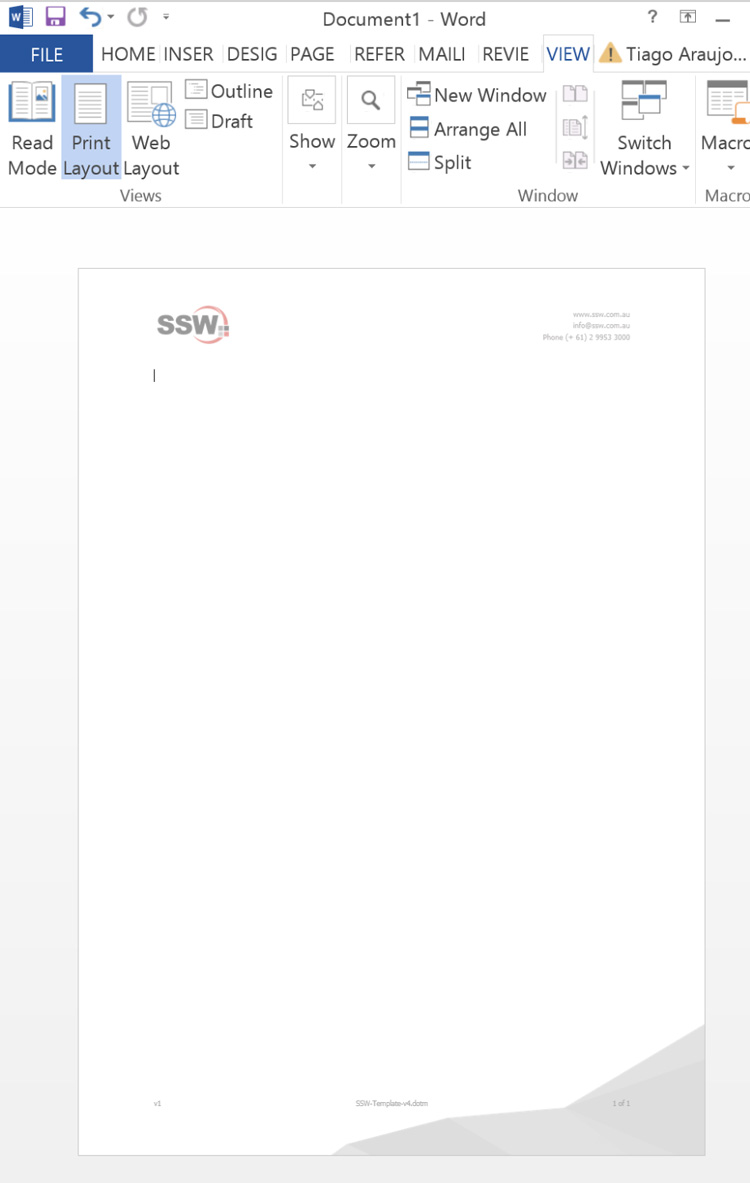 Document1 - Word
?
FILE HOME INSER DESIG PAGE REFER MAILI REVIE VIEW Tiago Araujo...
Read Mode
Print Layout
Web Layout
Outline
Draft
Views
Show
Zoom
New Window
Arrange All
Split
Switch Windows
Window
Macro
Macro
SSW
www.ssw.com.au
info@ssw.com.au
Phone (+ 61) 2 9953 3000
v1 SSW-Template-v4.dotm 1 of 1